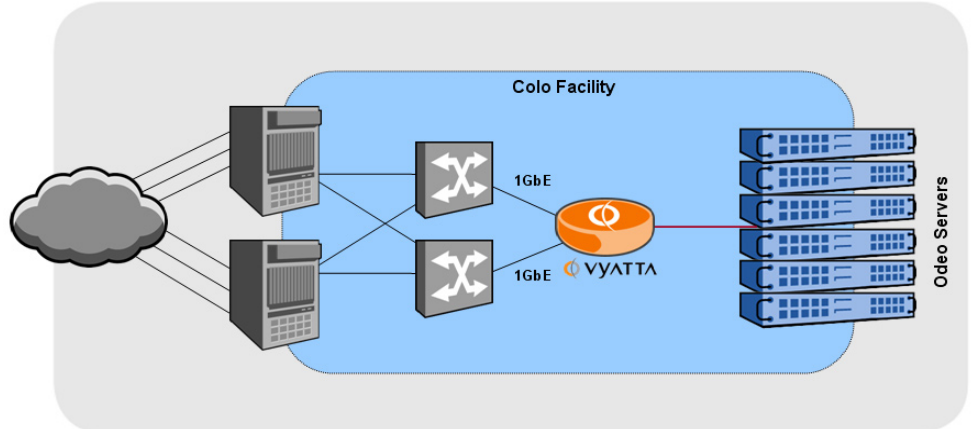 Colo Facility
1GbE
VYATTA
1GbE
Odeo Servers